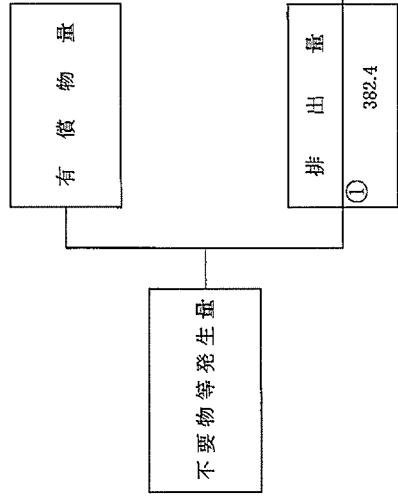 有償物量
不要物等発生量
排出量
①
382.4